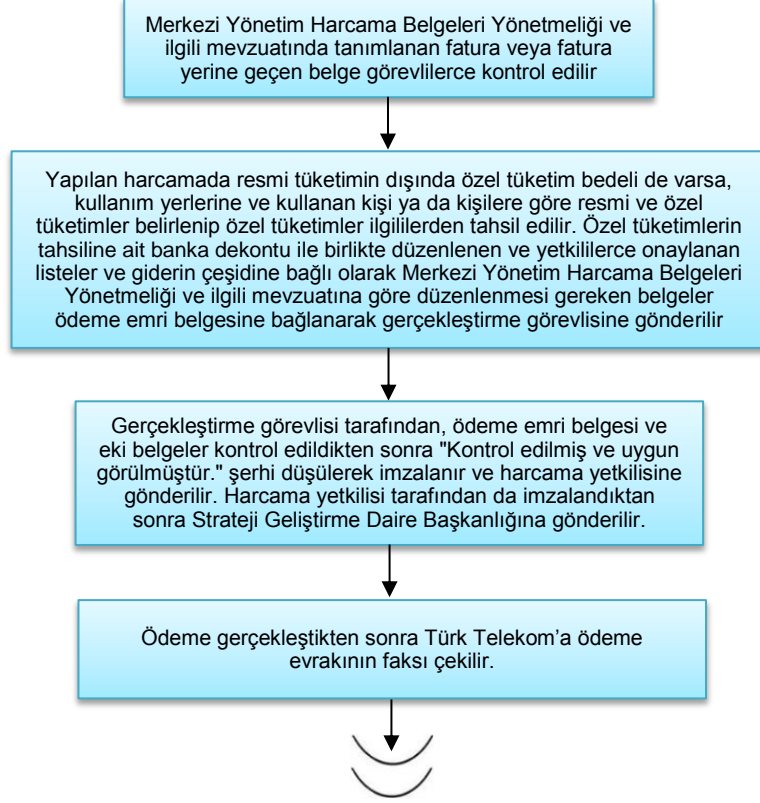 Merkezi Yönetim Harcama Belgeleri Yönetmeliği ve
ilgili mevzuatında tanımlanan fatura veya fatura
yerine geçen belge görevlilerce kontrol edilir
Yapılan harcamada resmi tüketimin dışında özel tüketim bedeli de varsa,
kullanım yerlerine ve kullanan kişi ya da kişilere göre resmi ve özel
tüketimler belirlenip özel tüketimler ilgililerden tahsil edilir. Özel tüketimlerin
tahsiline ait banka dekontu ile birlikte düzenlenen ve yetkililerce onaylanan
listeler ve giderin çeşidine bağlı olarak Merkezi Yönetim Harcama Belgeleri
Yönetmeliği ve ilgili mevzuatına göre düzenlenmesi gereken belgeler
ödeme emri belgesine bağlanarak gerçekleştirme görevlisine gönderilir
Gerçekleştirme görevlisi tarafından, ödeme emri belgesi ve
eki belgeler kontrol edildikten sonra "Kontrol edilmiş ve uygun
görülmüştür." şerhi düşülerek imzalanır ve harcama yetkilisine
gönderilir. Harcama yetkilisi tarafından da imzalandıktan
sonra Strateji Geliştirme Daire Başkanlığına gönderilir.
Ödeme gerçekleştikten sonra Türk Telekom’a ödeme
evrakının faksı çekilir.